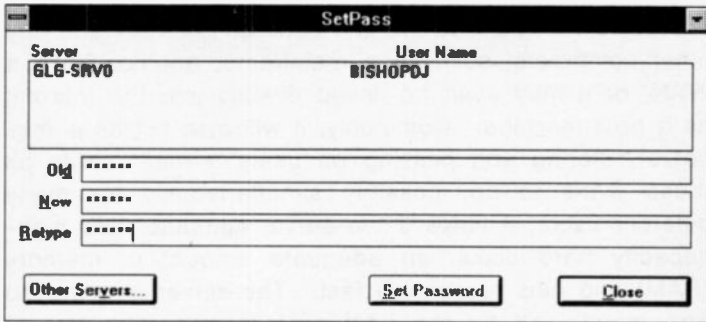 SetPass
Server User Name
GLG-SRV0 BISHOPDJ
Old ******
New ******
Retype ******
Other Servers... Set Password Close